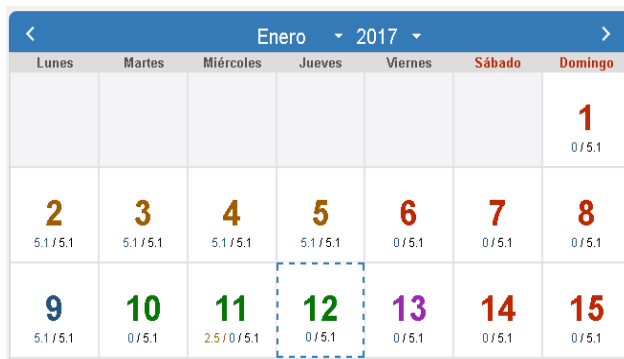 Enero 2017
Lunes Martes Miércoles Jueves Viernes Sábado Domingo
1
0 / 5.1
2 3 4 5 6 7 8
5.1 / 5.1 5.1 / 5.1 5.1 / 5.1 5.1 / 5.1 0 / 5.1 0 / 5.1 0 / 5.1
9 10 11 12 13 14 15
5.1 / 5.1 0 / 5.1 2.5 / 0 / 5.1 0 / 5.1 0 / 5.1 0 / 5.1 0 / 5.1